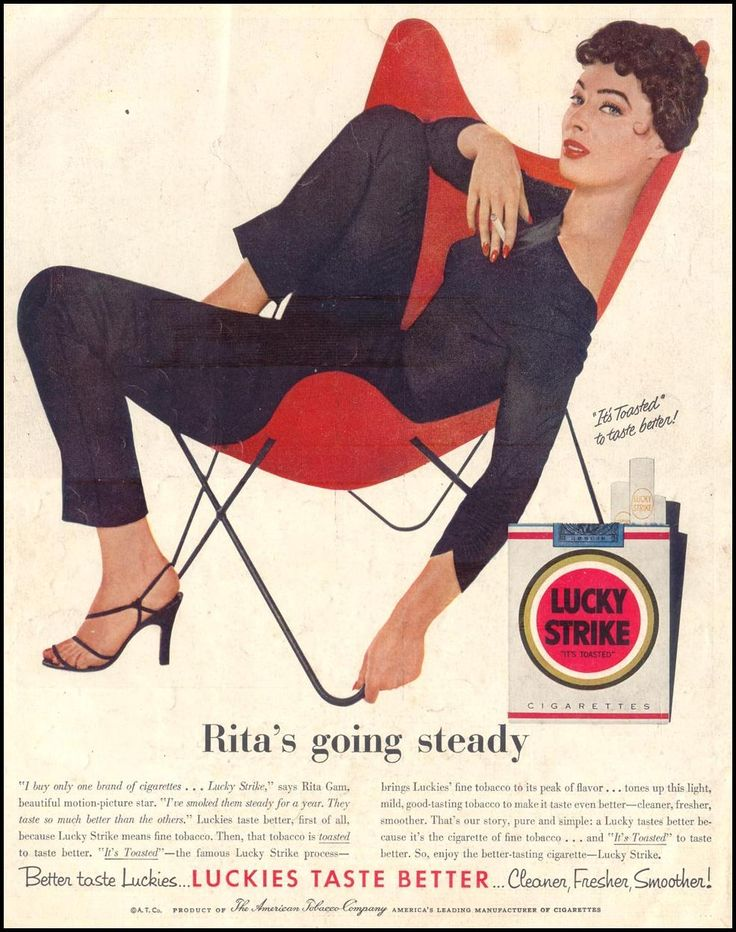 "It's Toasted"
to taste better!
LUCKY
STRIKE
LUCKY
STRIKE
"IT'S TOASTED"
CIGARETTES
Rita's going steady
"I buy only one brand of cigarettes . . . Lucky Strike," says Rita Gam,
beautiful motion-picture star. "I've smoked them steady for a year. They
taste so much better than the others." Luckies taste better, first of all,
because Lucky Strike means fine tobacco. Then, that tobacco is toasted
to taste better. "It's Toasted"—the famous Lucky Strike process—
brings Luckies' fine tobacco to its peak of flavor . . . tones up this light,
mild, good-tasting tobacco to make it taste even better—cleaner, fresher,
smoother. That's our story, pure and simple: a Lucky tastes better be-
cause it's the cigarette of fine tobacco . . . and "It's Toasted" to taste
better. So, enjoy the better-tasting cigarette—Lucky Strike.
Better taste Luckies... LUCKIES TASTE BETTER ... Cleaner, Fresher, Smoother!
©A. T. Co. PRODUCT OF The American Tobacco Company AMERICA'S LEADING MANUFACTURER OF CIGARETTES